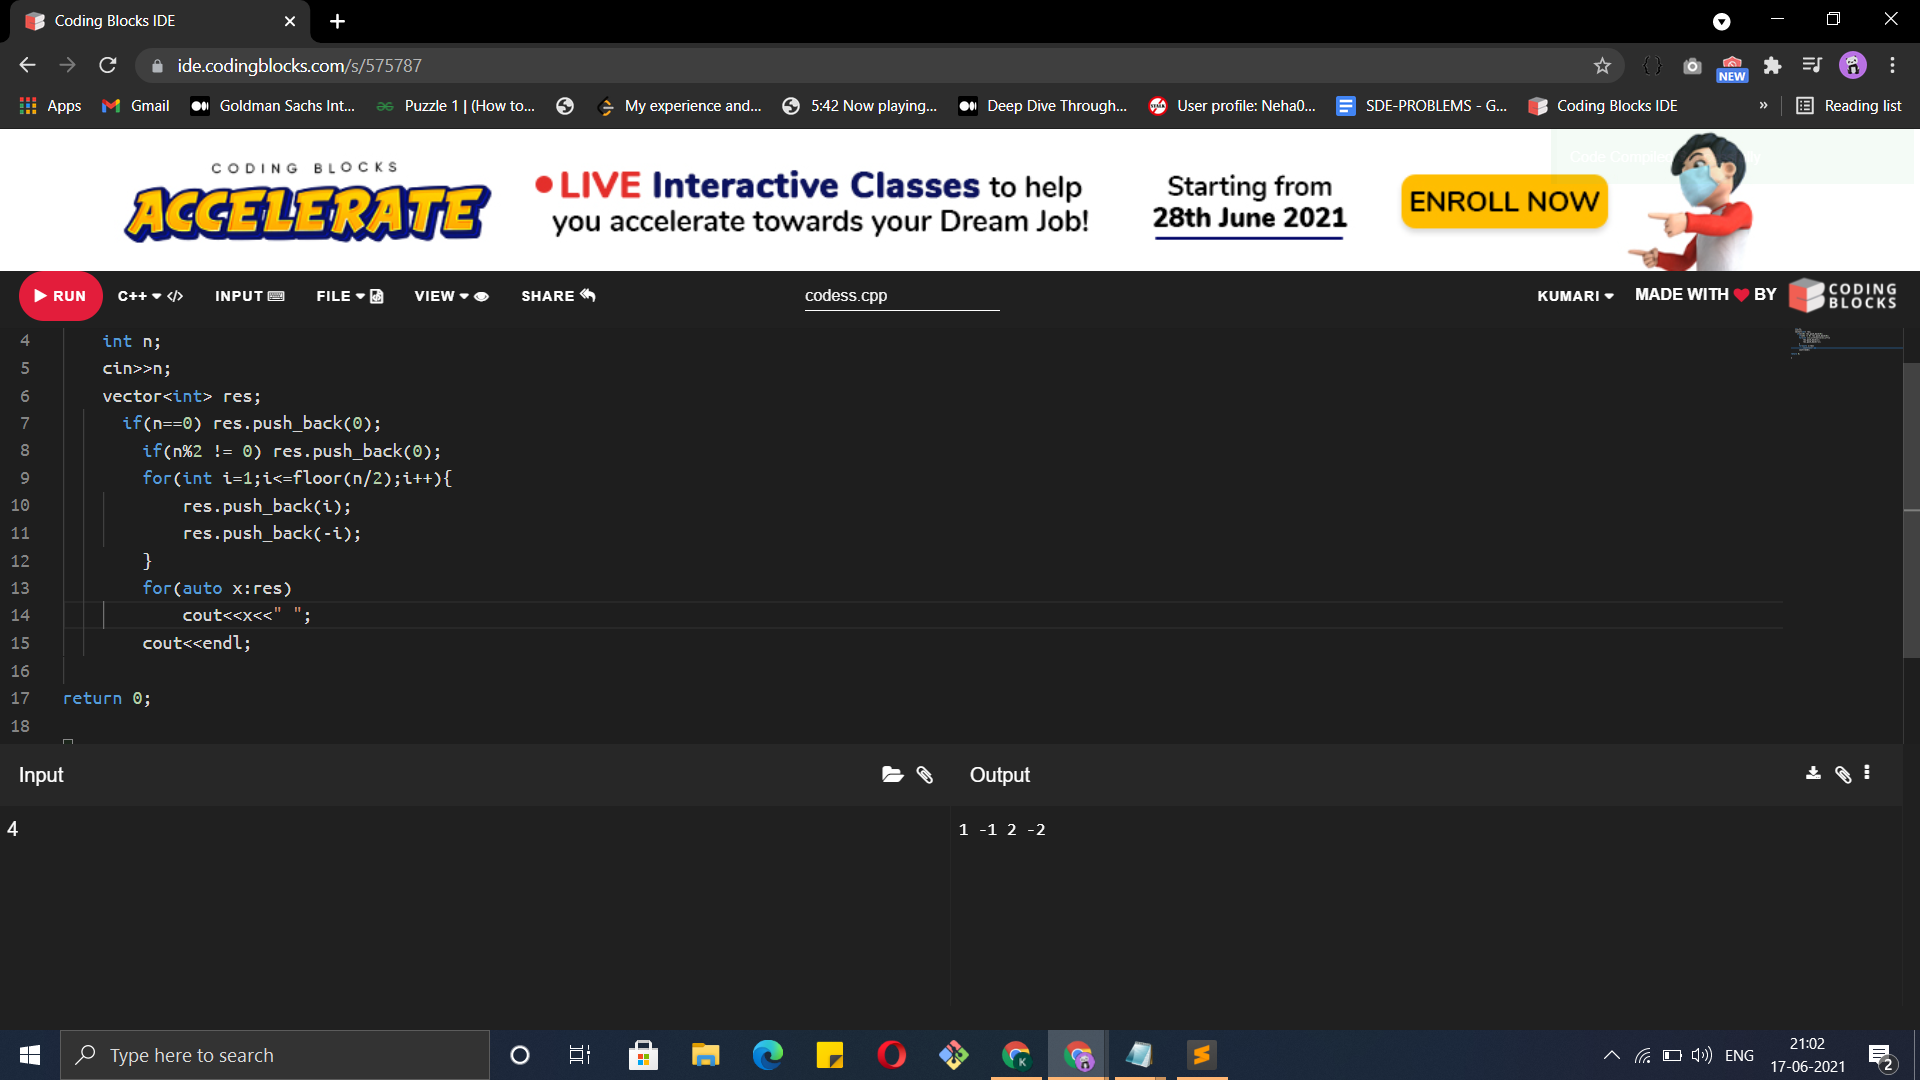 Coding Blocks IDE
ide.codingblocks.com/s/575787
NEW
Apps Gmail Goldman Sachs Int... Puzzle 1 | (How to... My experience and... 5:42 Now playing... Deep Dive Through... User profile: Neha0... SDE-PROBLEMS - G... Coding Blocks IDE » Reading list
CODING BLOCKS
ACCELERATE
LIVE Interactive Classes to help
you accelerate towards your Dream Job!
Starting from
28th June 2021
ENROLL NOW
RUN C++ INPUT FILE VIEW SHARE codess.cpp KUMARI MADE WITH BY CODING BLOCKS
4 int n;
5 cin>>n;
6 vector<int> res;
7 if(n==0) res.push_back(0);
8 if(n%2 != 0) res.push_back(0);
9 for(int i=1;i<=floor(n/2);i++){
10 res.push_back(i);
11 res.push_back(-i);
12 }
13 for(auto x:res)
14 cout<<x<<" ";
15 cout<<endl;
16
17 return 0;
18
Input Output
4
1 -1 2 -2
Type here to search
ENG
21:02
17-06-2021
2